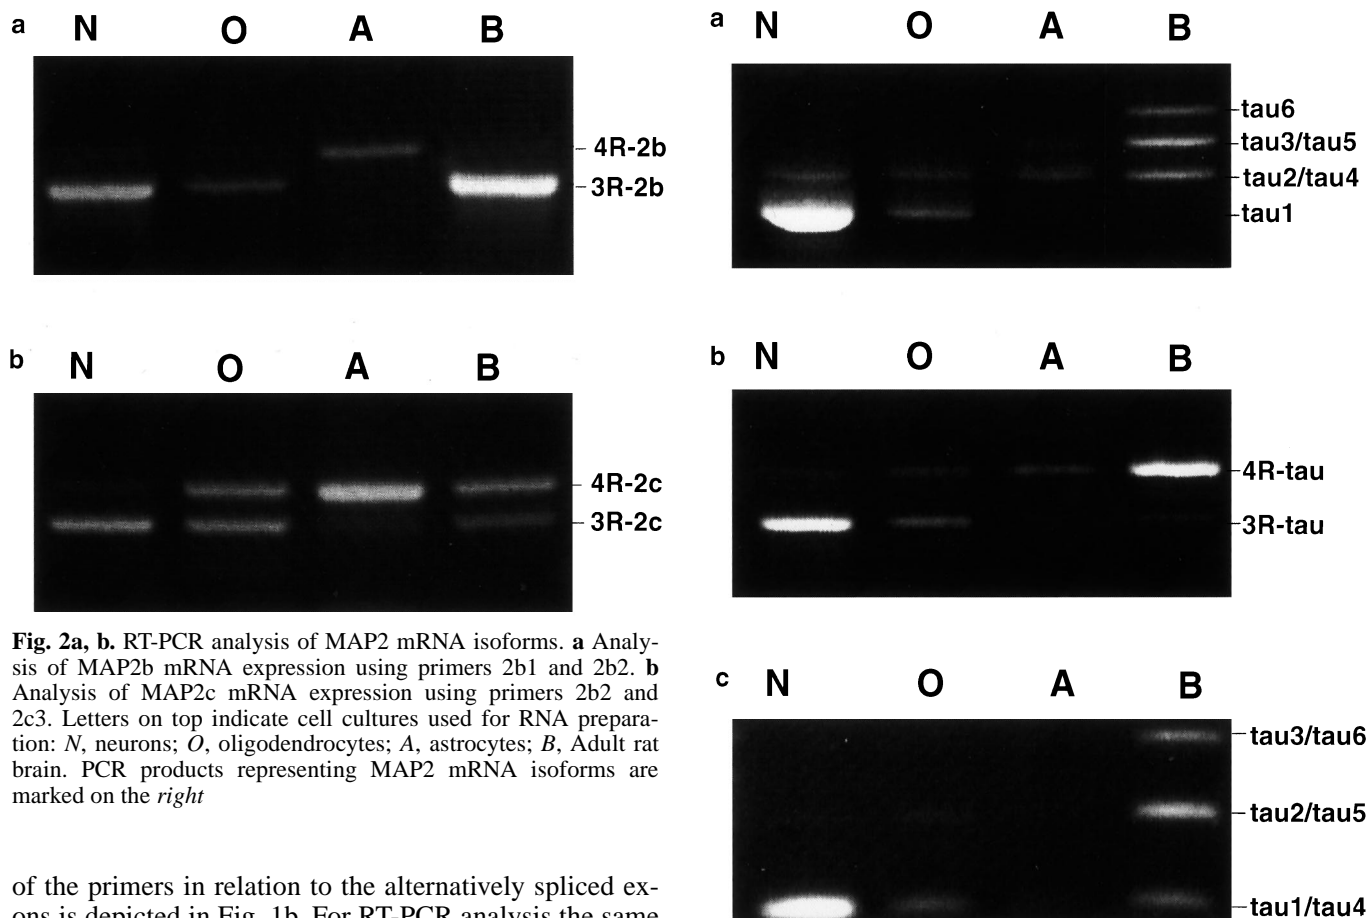 a
N O A B
4R-2b
3R-2b
b
N O A B
4R-2c
3R-2c
Fig. 2a, b. RT-PCR analysis of MAP2 mRNA isoforms. a Analy-
sis of MAP2b mRNA expression using primers 2b1 and 2b2. b
Analysis of MAP2c mRNA expression using primers 2b2 and
2c3. Letters on top indicate cell cultures used for RNA prepara-
tion: N, neurons; O, oligodendrocytes; A, astrocytes; B, Adult rat
brain. PCR products representing MAP2 mRNA isoforms are
marked on the right
of the primers in relation to the alternatively spliced ex-
ons is depicted in Fig. 1b. For RT-PCR analysis the same
a
N O A B
tau6
tau3/tau5
tau2/tau4
tau1
b
N O A B
4R-tau
3R-tau
c
N O A B
tau3/tau6
tau2/tau5
tau1/tau4